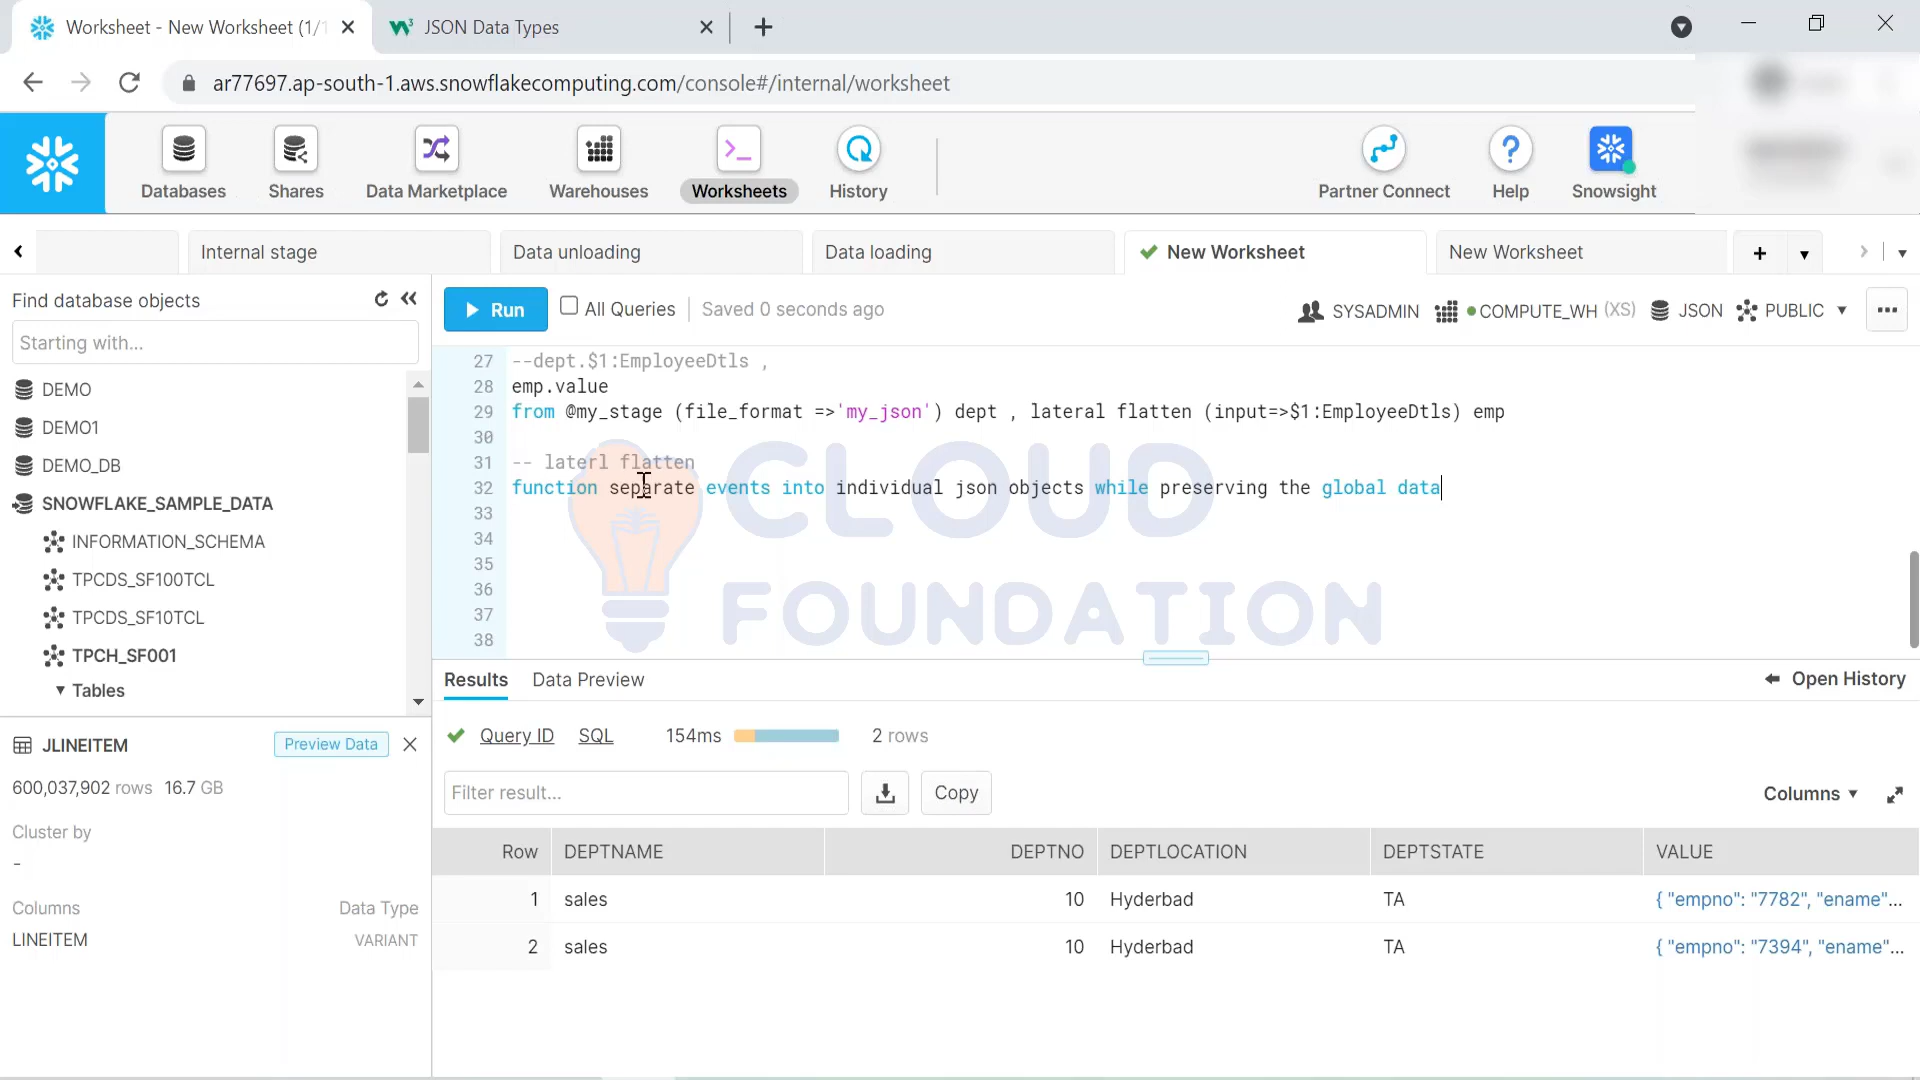 Worksheet - New Worksheet (1/1
JSON Data Types
ar77697.ap-south-1.aws.snowflakecomputing.com/console#/internal/worksheet
Databases
Shares
Data Marketplace
Warehouses
Worksheets
History
Partner Connect
Help
Snowsight
Internal stage
Data unloading
Data loading
New Worksheet
New Worksheet
Find database objects
Starting with...
DEMO
DEMO1
DEMO_DB
SNOWFLAKE_SAMPLE_DATA
INFORMATION_SCHEMA
TPCDS_SF100TCL
TPCDS_SF10TCL
TPCH_SF001
Tables
JLINEITEM
Preview Data
600,037,902 rows 16.7 GB
Cluster by
-
Columns Data Type
LINEITEM VARIANT
Run
All Queries
Saved 0 seconds ago
SYSADMIN
COMPUTE_WH (XS)
JSON
PUBLIC
27 --dept.$1:EmployeeDtls ,
28 emp.value
29 from @my_stage (file_format =>'my_json') dept , lateral flatten (input=>$1:EmployeeDtls) emp
30
31 -- laterl flatten
32 function separate events into individual json objects while preserving the global data
33
34
35
36
37
38
CLOUD
FOUNDATION
Results
Data Preview
Open History
Query ID
SQL
154ms
2 rows
Filter result...
Copy
Columns
Row DEPTNAME DEPTNO DEPTLOCATION DEPTSTATE VALUE
1 sales 10 Hyderbad TA { "empno": "7782", "ename"...
2 sales 10 Hyderbad TA { "empno": "7394", "ename"...